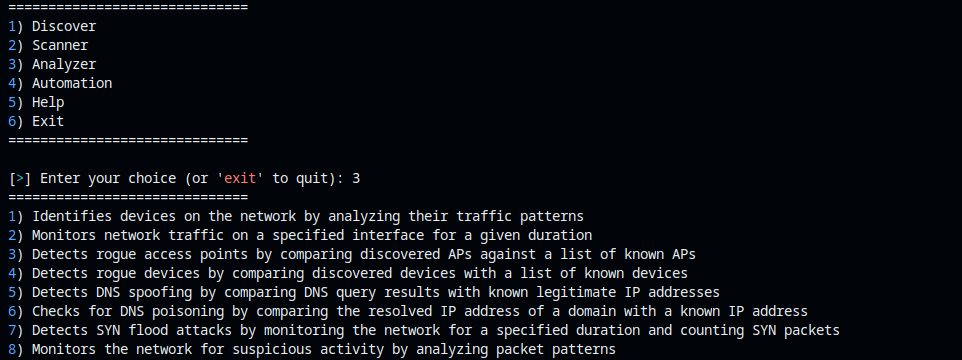 ==============================
1) Discover
2) Scanner
3) Analyzer
4) Automation
5) Help
6) Exit
==============================
[>] Enter your choice (or 'exit' to quit): 3
==============================
1) Identifies devices on the network by analyzing their traffic patterns
2) Monitors network traffic on a specified interface for a given duration
3) Detects rogue access points by comparing discovered APs against a list of known APs
4) Detects rogue devices by comparing discovered devices with a list of known devices
5) Detects DNS spoofing by comparing DNS query results with known legitimate IP addresses
6) Checks for DNS poisoning by comparing the resolved IP address of a domain with a known IP address
7) Detects SYN flood attacks by monitoring the network for a specified duration and counting SYN packets
8) Monitors the network for suspicious activity by analyzing packet patterns